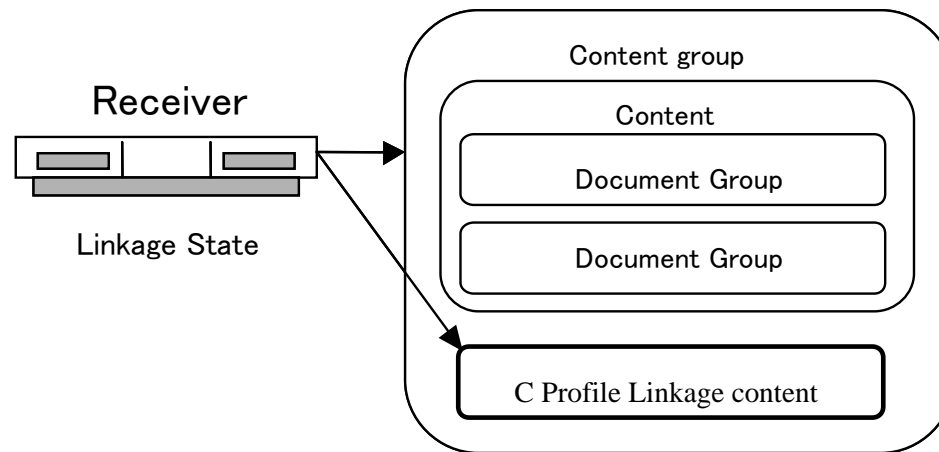 Receiver
Linkage State
Content group
Content
Document Group
Document Group
C Profile Linkage content